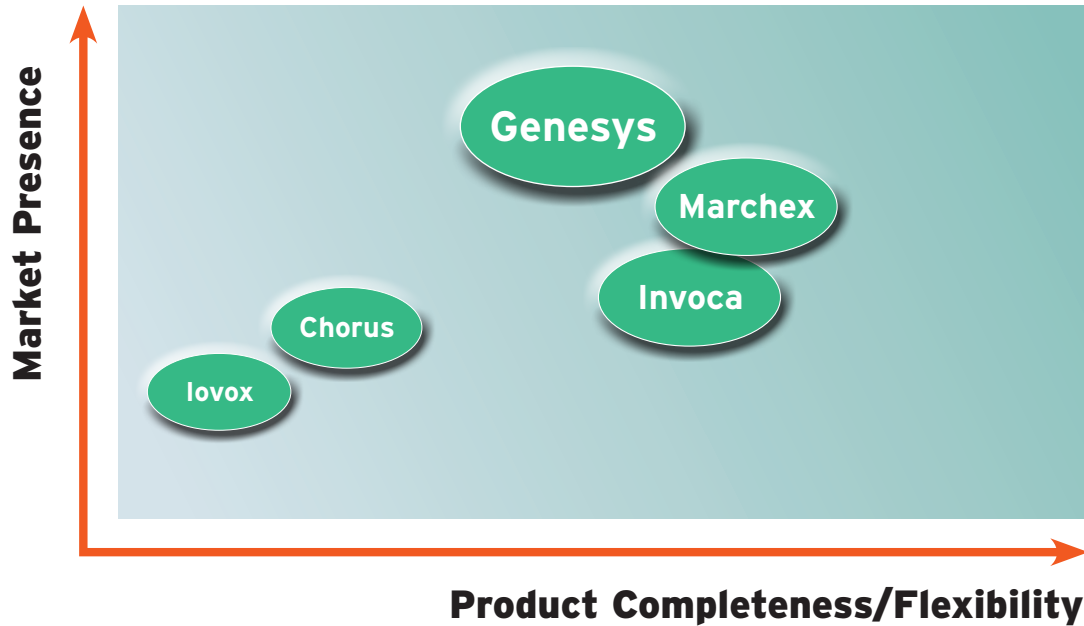 Market Presence
Genesys
Marchex
Invoca
Chorus
Iovox
Product Completeness/Flexibility